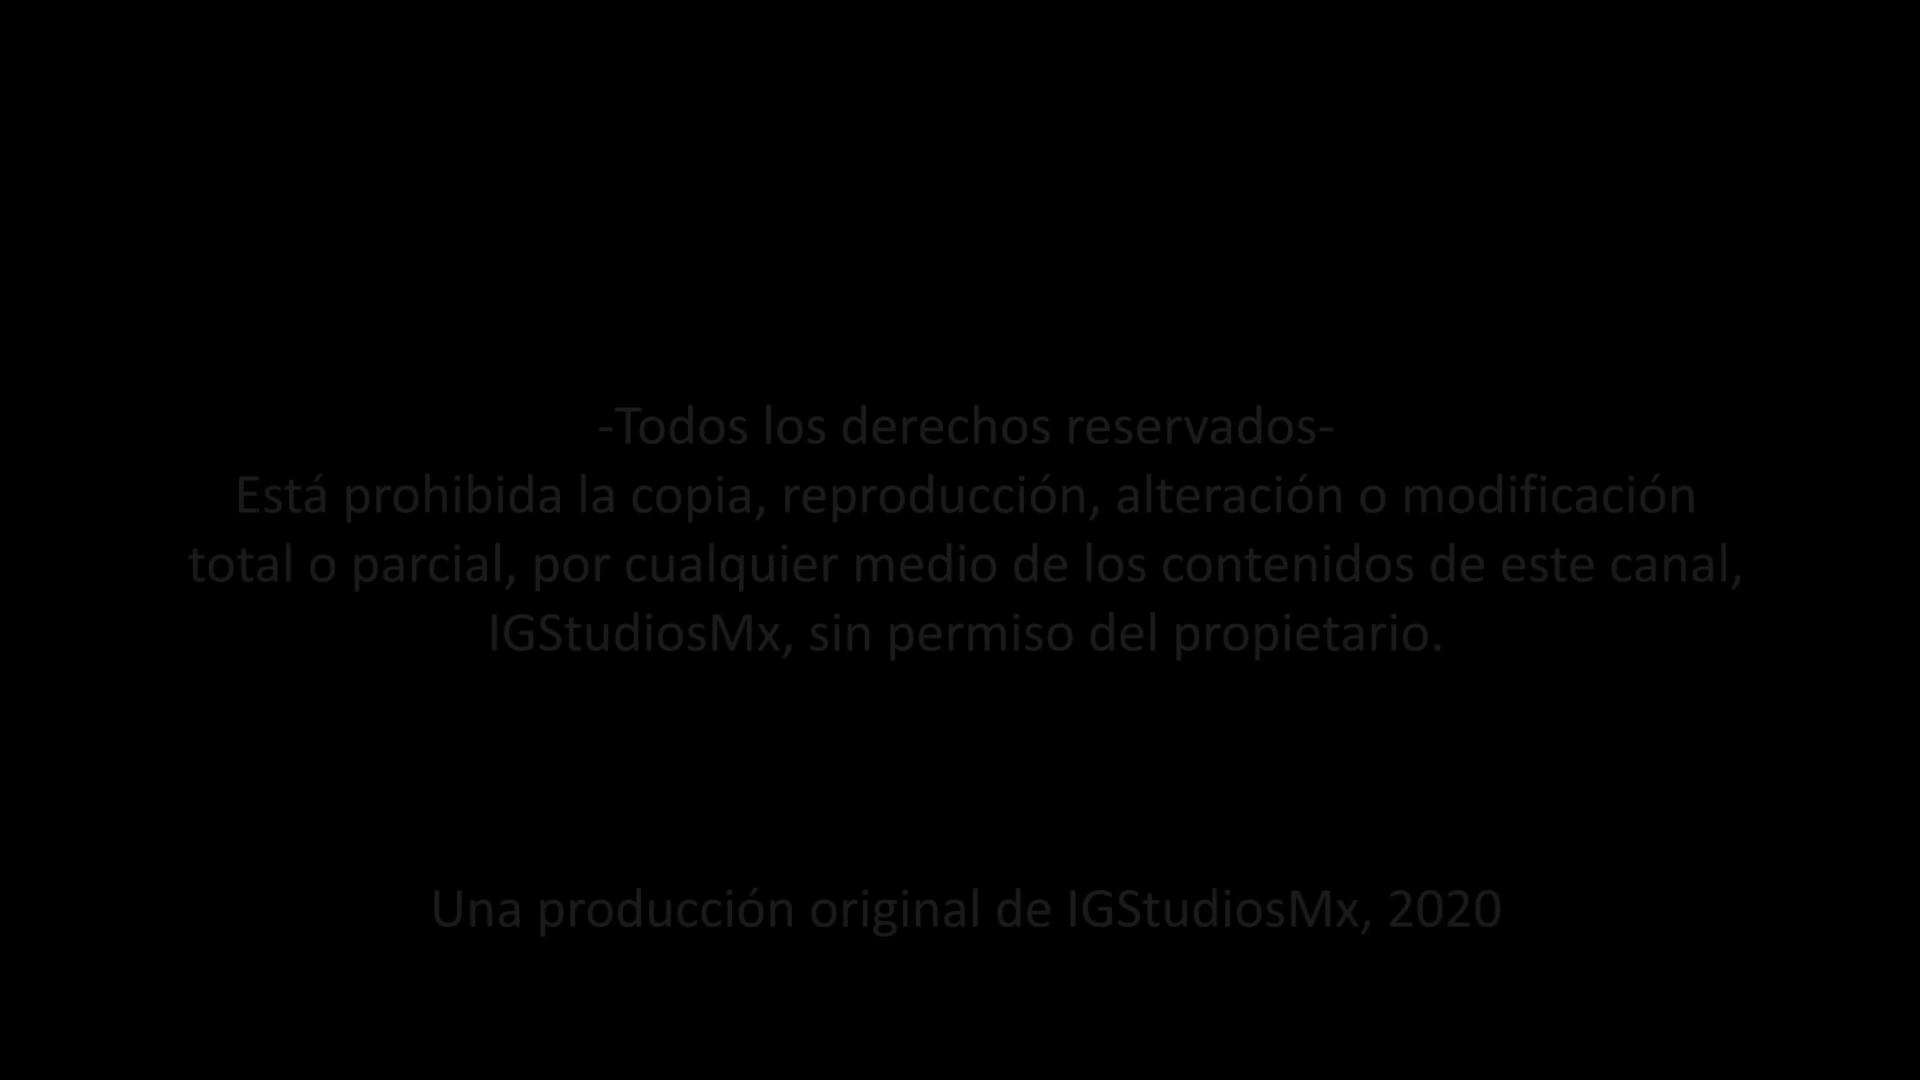 -Todos los derechos reservados-
Está prohibida la copia, reproducción, alteración o modificación
total o parcial, por cualquier medio de los contenidos de este canal,
IGStudiosMx, sin permiso del propietario.
Una producción original de IGStudiosMx, 2020